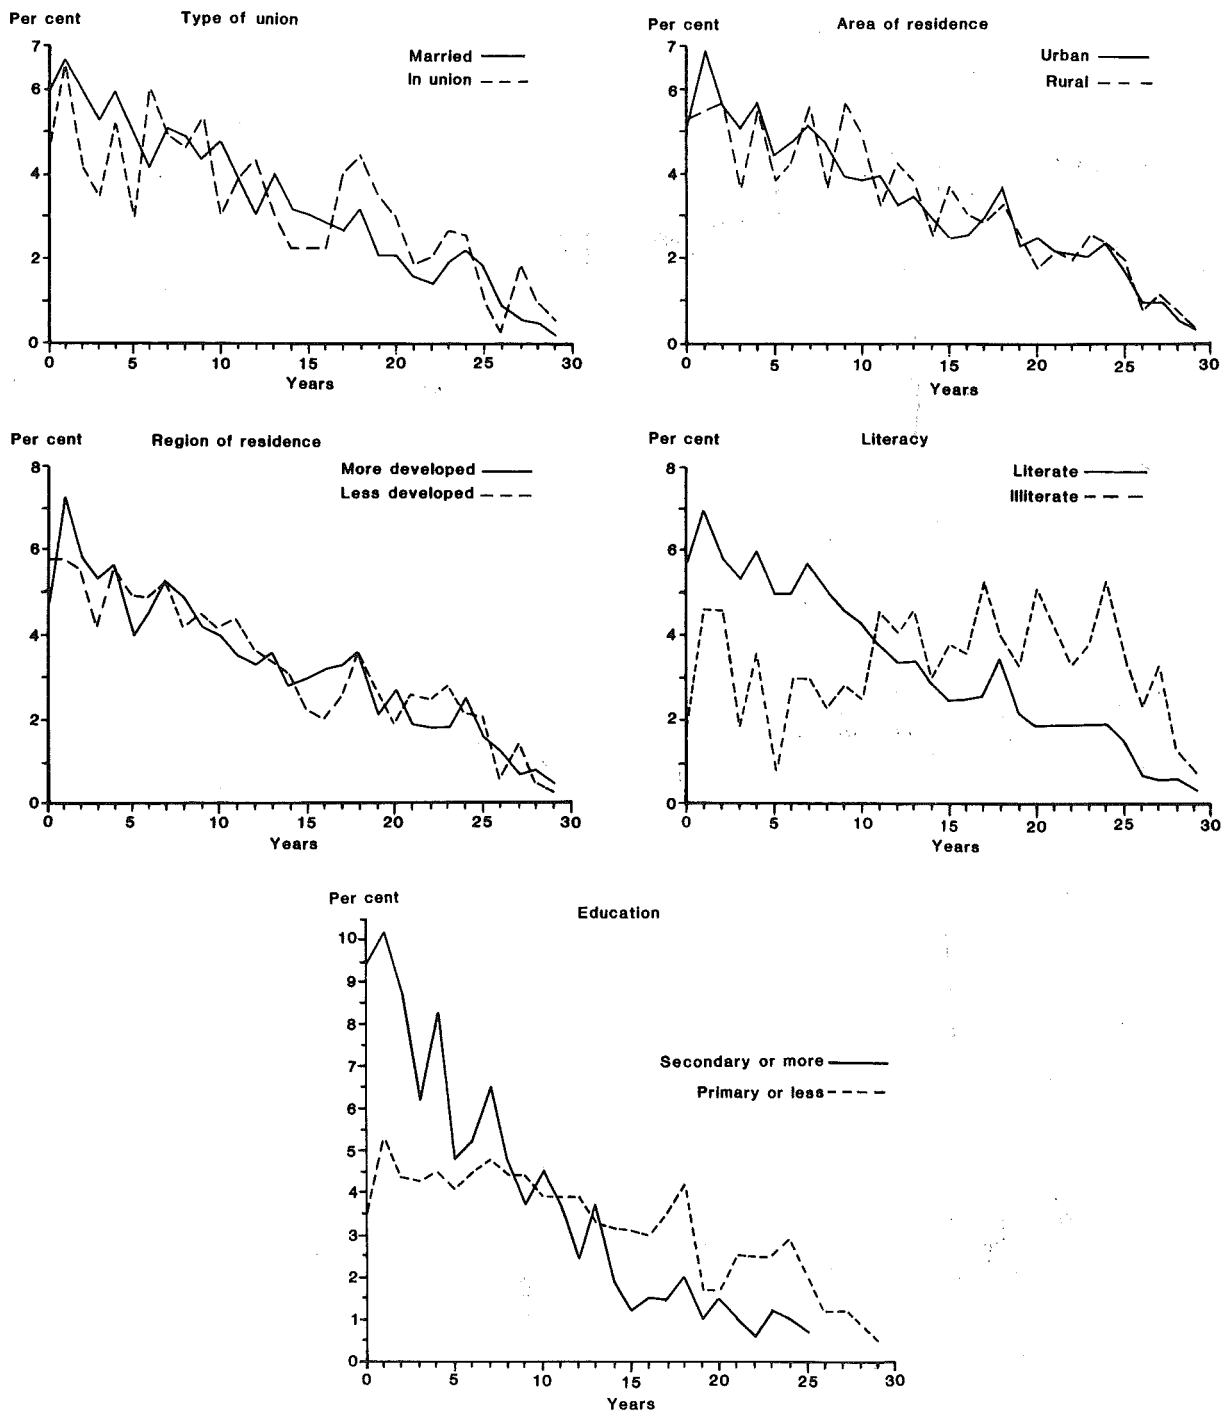 Per cent Type of union
7
Married
In union
6
4
2
0
0 5 10 15 20 25 30
Years
Per cent Area of residence
7
Urban
Rural
6
4
2
0
0 5 10 15 20 25 30
Years
Per cent Region of residence
8
More developed
Less developed
6
4
2
0
0 5 10 15 20 25 30
Years
Per cent Literacy
8
Literate
Illiterate
6
4
2
0
0 5 10 15 20 25 30
Years
Per cent
Education
10
9
8
7
Secondary or more
Primary or less
6
5
4
3
2
1
0
0 5 10 15 20 25 30
Years